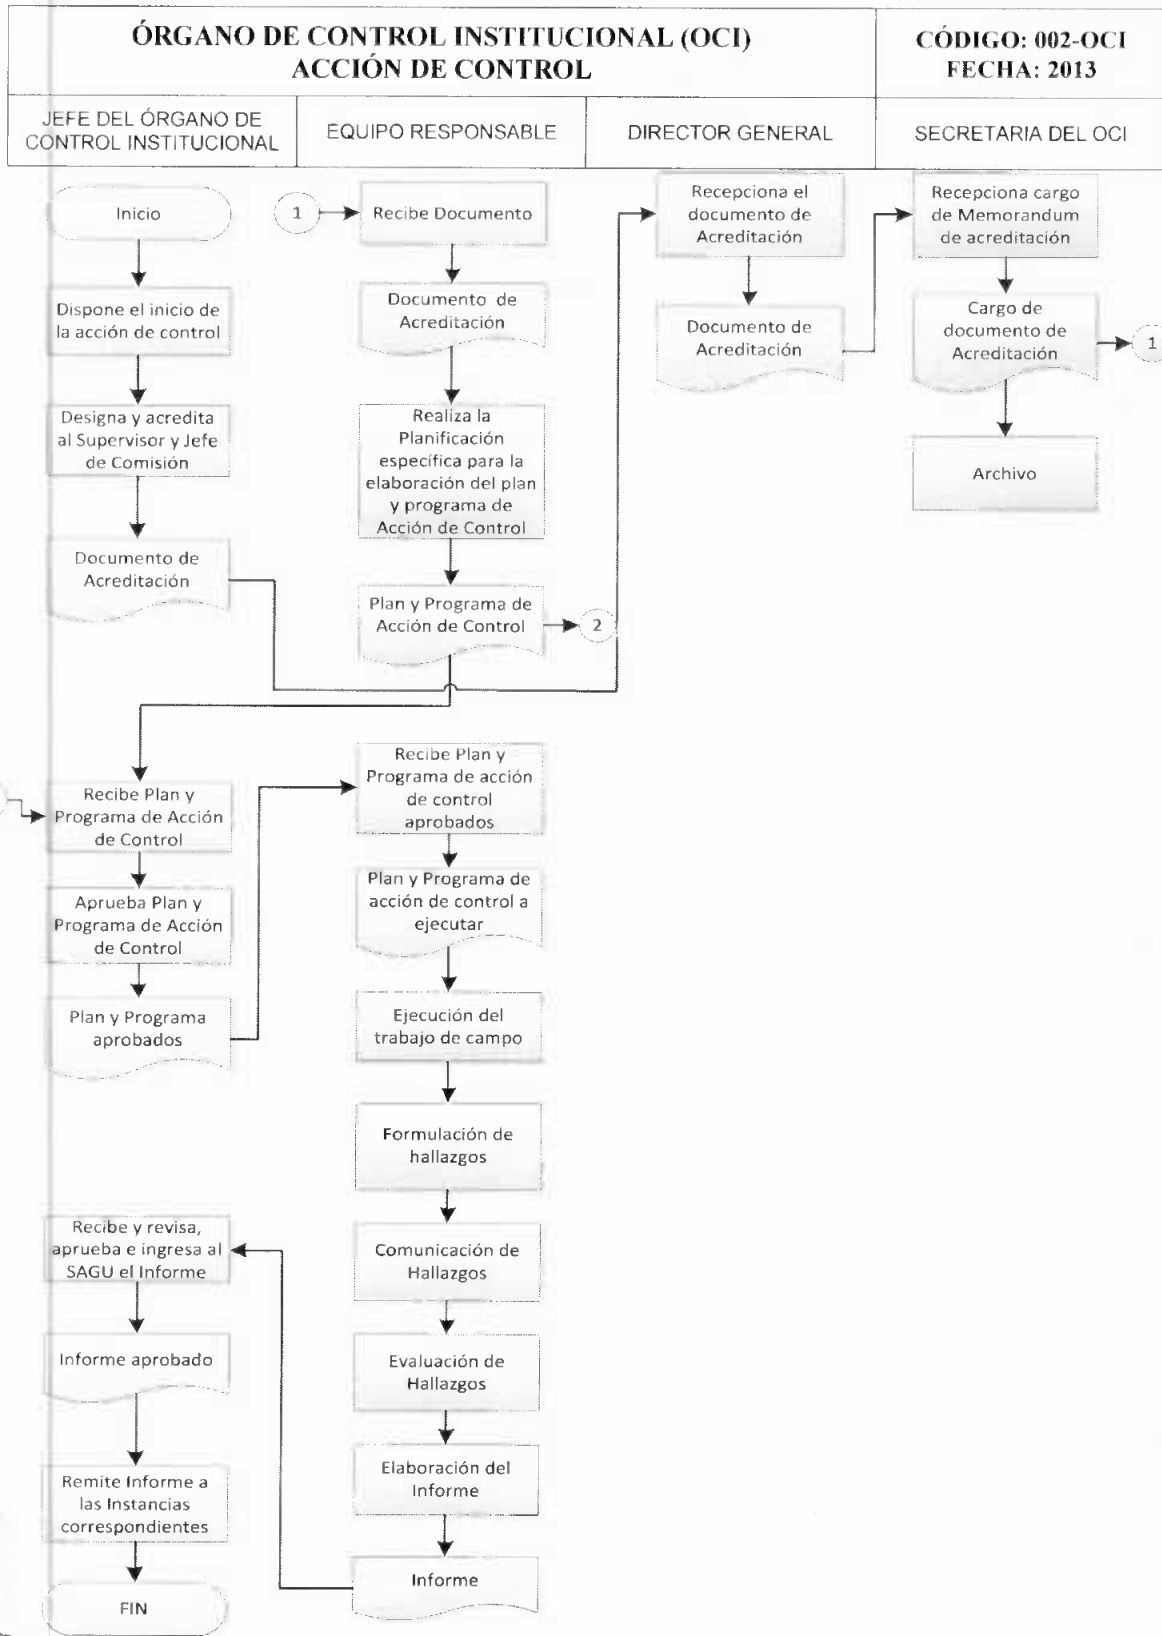 ÓRGANO DE CONTROL INSTITUCIONAL (OCI)
ACCIÓN DE CONTROL
CÓDIGO: 002-OCI
FECHA: 2013
JEFE DEL ÓRGANO DE
CONTROL INSTITUCIONAL
EQUIPO RESPONSABLE
DIRECTOR GENERAL
SECRETARIA DEL OCI
Inicio
Dispone el inicio de
la acción de control
Designa y acredita
al Supervisor y Jefe
de Comisión
Documento de
Acreditación
1
Recibe Documento
Documento de
Acreditación
Realiza la
Planificación
específica para la
elaboración del plan
y programa de
Acción de Control
Plan y Programa de
Acción de Control
2
Recepciona el
documento de
Acreditación
Documento de
Acreditación
Recepciona cargo
de Memorandum
de acreditación
Cargo de
documento de
Acreditación
1
Archivo
Recibe Plan y
Programa de Acción
de Control
Aprueba Plan y
Programa de Acción
de Control
Plan y Programa
aprobados
Recibe Plan y
Programa de acción
de control
aprobados
Plan y Programa de
acción de control a
ejecutar
Ejecución del
trabajo de campo
Formulación de
hallazgos
Comunicación de
Hallazgos
Evaluación de
Hallazgos
Elaboración del
Informe
Informe
Recibe y revisa,
aprueba e ingresa al
SAGU el Informe
Informe aprobado
Remite Informe a
las Instancias
correspondientes
FIN